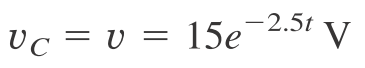 v_C = v = 15e^{−2.5t} V